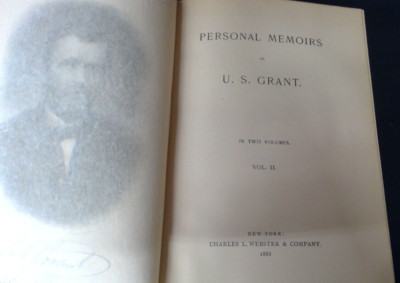 PERSONAL MEMOIRS
OF
U. S. GRANT.
IN TWO VOLUMES.
VOL. II.
NEW YORK:
CHARLES L. WEBSTER & COMPANY.